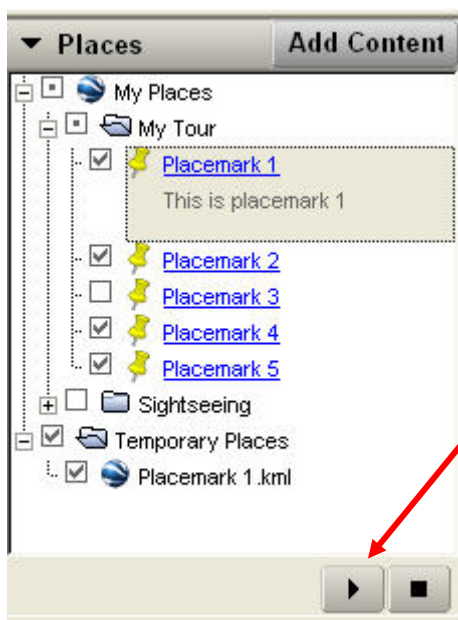 Places Add Content
My Places
My Tour
Placemark 1
This is placemark 1
Placemark 2
Placemark 3
Placemark 4
Placemark 5
Sightseeing
Temporary Places
Placemark 1.kml